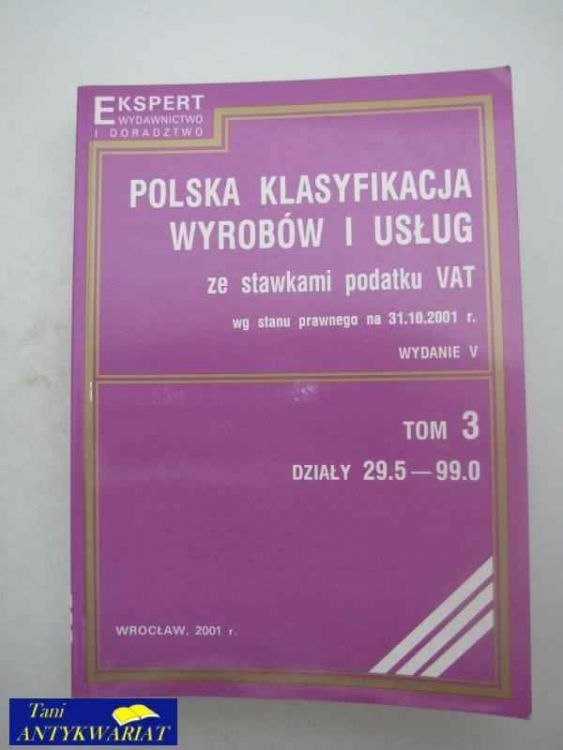 EKSPERT
WYDAWNICTWO
I DORADZTWO
POLSKA KLASYFIKACJA
WYROBÓW I USŁUG
ze stawkami podatku VAT
wg stanu prawnego na 31.10.2001 r.
WYDANIE V
TOM 3
DZIAŁY 29.5 — 99.0
WROCŁAW, 2001 r.
Tani
ANTYKWARIAT